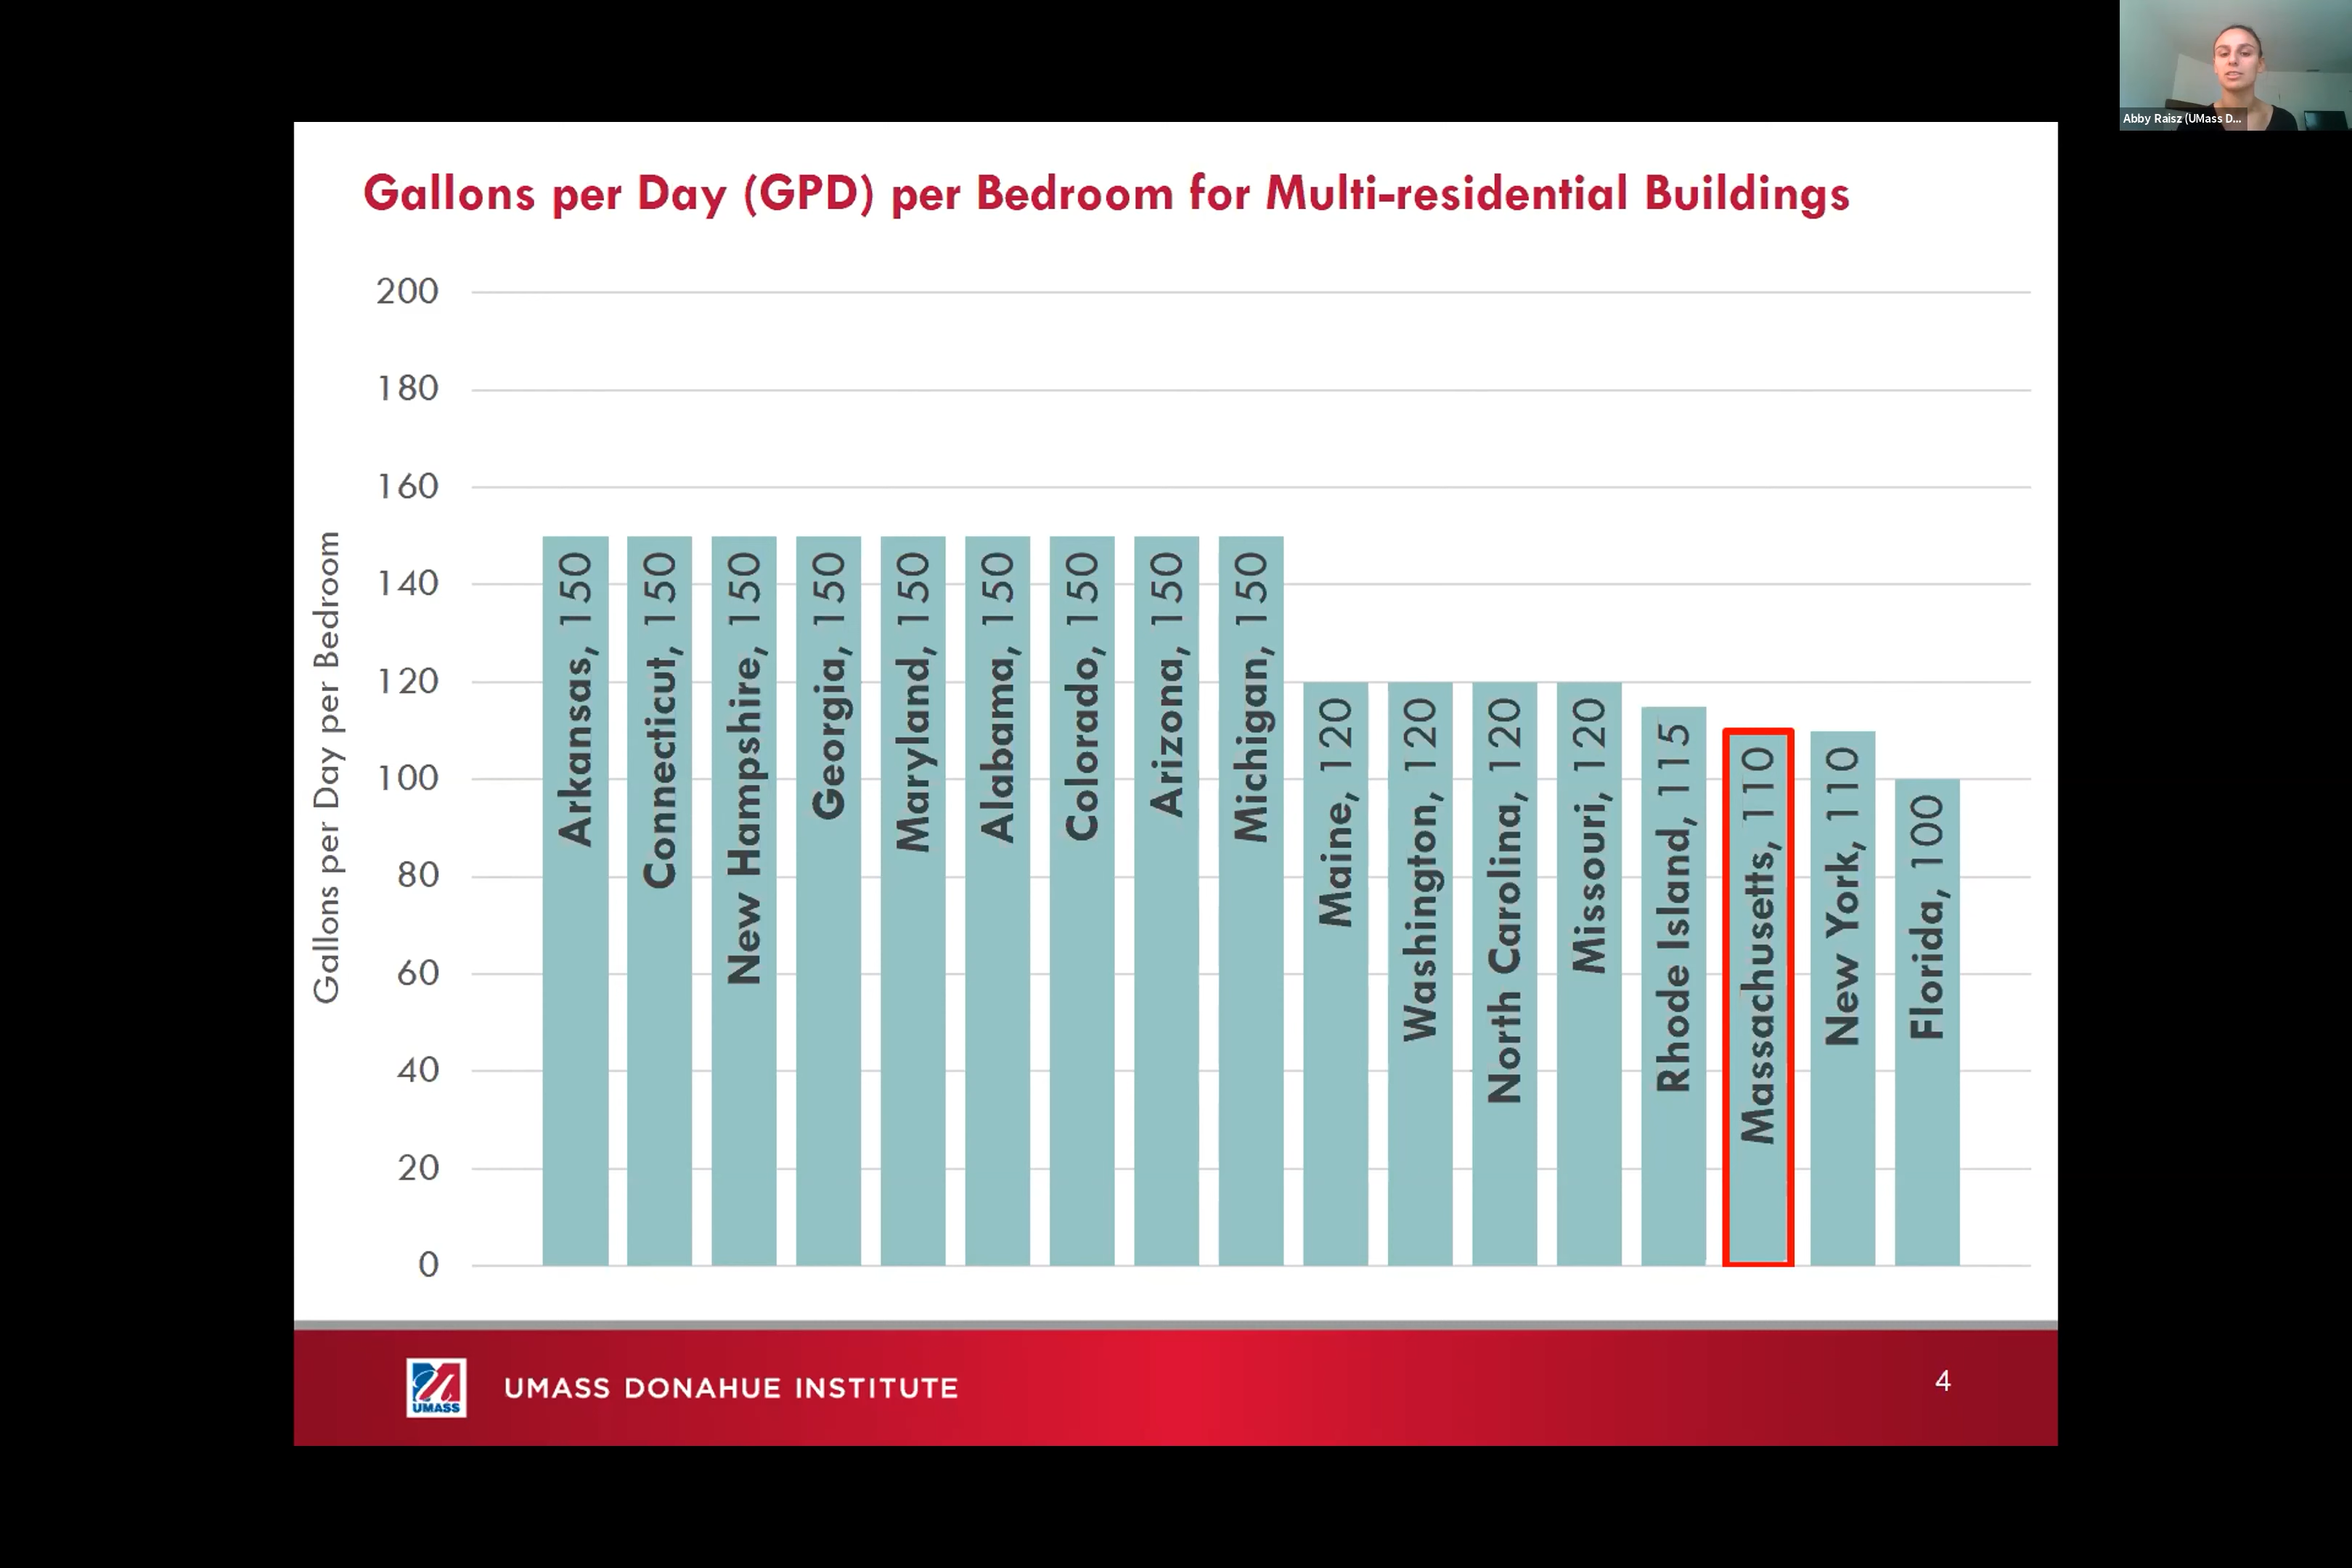 Abby Raisz (UMass D...
Gallons per Day (GPD) per Bedroom for Multi-residential Buildings
Gallons per Day per Bedroom
200
180
160
140
120
100
80
60
40
20
0
Arkansas, 150
Connecticut, 150
New Hampshire, 150
Georgia, 150
Maryland, 150
Alabama, 150
Colorado, 150
Arizona, 150
Michigan, 150
Maine, 120
Washington, 120
North Carolina, 120
Missouri, 120
Rhode Island, 115
Massachusetts, 110
New York, 110
Florida, 100
UMASS
UMASS DONAHUE INSTITUTE
4